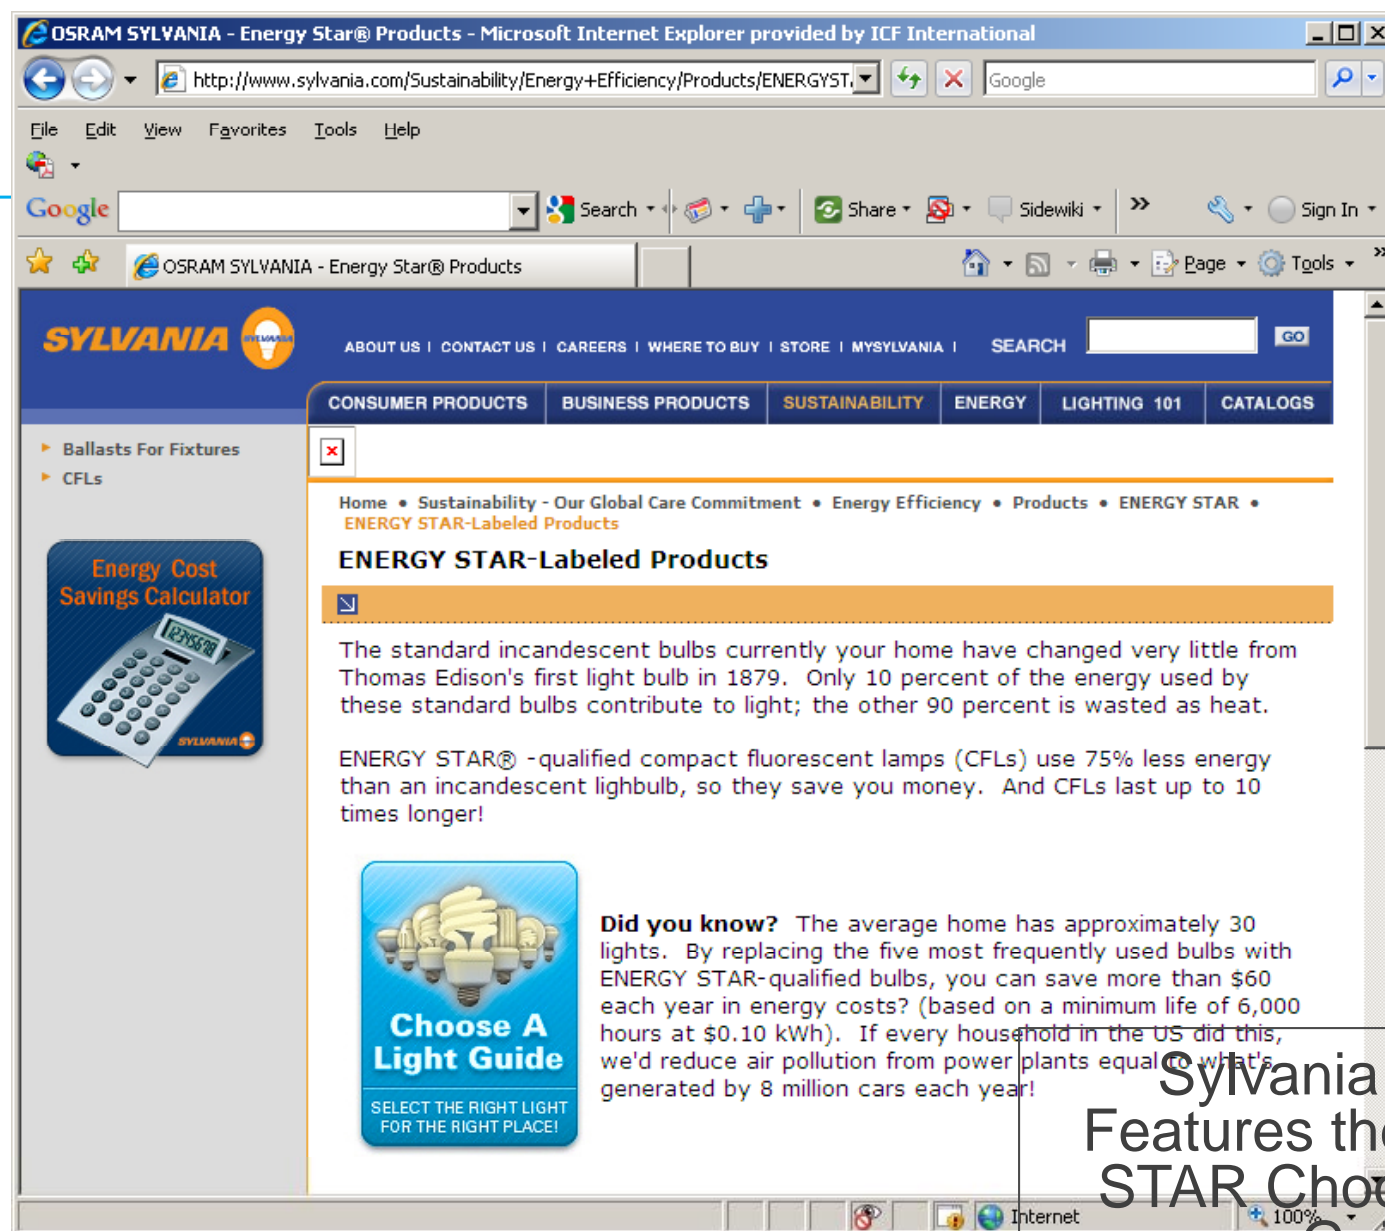 OSRAM SYLVANIA - Energy Star® Products - Microsoft Internet Explorer provided by ICF International
http://www.sylvania.com/Sustainability/Energy+Efficiency/Products/ENERGYST
Google
File Edit View Favorites Tools Help
Google Search Share Sidewiki » Sign In
OSRAM SYLVANIA - Energy Star® Products Page Tools »
SYLVANIA SYLVANIA
ABOUT US | CONTACT US | CAREERS | WHERE TO BUY | STORE | MYSYLVANIA | SEARCH GO
CONSUMER PRODUCTS BUSINESS PRODUCTS SUSTAINABILITY ENERGY LIGHTING 101 CATALOGS
Ballasts For Fixtures
CFLs
Energy Cost
Savings Calculator
12345678
SYLVANIA
Home • Sustainability - Our Global Care Commitment • Energy Efficiency • Products • ENERGY STAR •
ENERGY STAR-Labeled Products
ENERGY STAR-Labeled Products
The standard incandescent bulbs currently your home have changed very little from
Thomas Edison's first light bulb in 1879. Only 10 percent of the energy used by
these standard bulbs contribute to light; the other 90 percent is wasted as heat.
ENERGY STAR® -qualified compact fluorescent lamps (CFLs) use 75% less energy
than an incandescent lighbulb, so they save you money. And CFLs last up to 10
times longer!
Choose A
Light Guide
SELECT THE RIGHT LIGHT
FOR THE RIGHT PLACE!
Did you know? The average home has approximately 30
lights. By replacing the five most frequently used bulbs with
ENERGY STAR-qualified bulbs, you can save more than $60
each year in energy costs? (based on a minimum life of 6,000
hours at $0.10 kWh). If every household in the US did this,
we'd reduce air pollution from power plants equal to what's
generated by 8 million cars each year!
Sylvania
Features the
STAR
Internet 100%